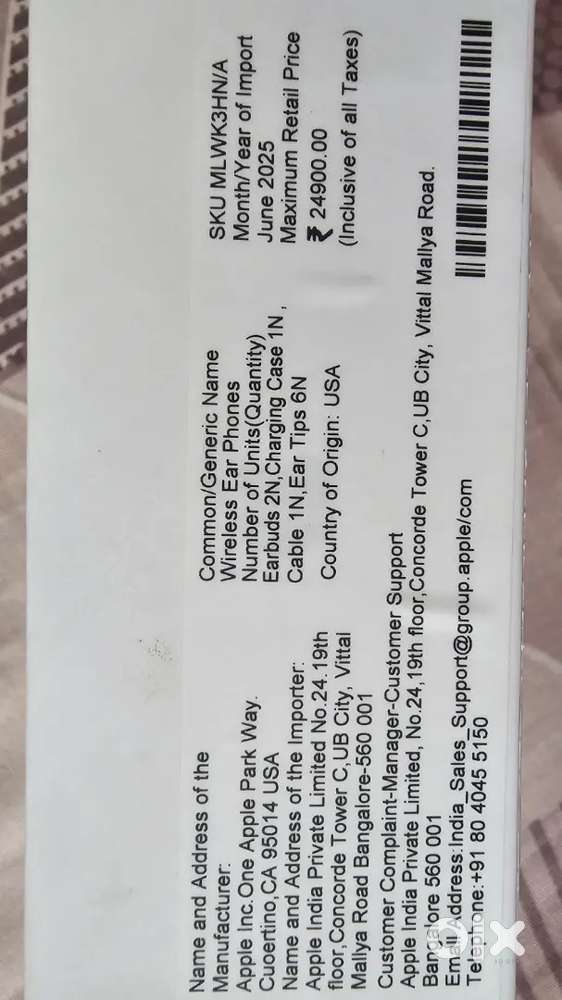 Name and Address of the
Manufacturer:
Apple Inc.One Apple Park Way.
Cuoertino,CA 95014 USA
Name and Address of the Importer:
Apple India Private Limited No.24.19th
floor,Concorde Tower C,UB City, Vittal
Mallya Road Bangalore-560 001
Common/Generic Name
Wireless Ear Phones
Number of Units(Quantity)
Earbuds 2N,Charging Case 1N ,
Cable 1N,Ear Tips 6N
Country of Origin: USA
SKU MLWK3HN/A
Month/Year of Import
June 2025
Maximum Retail Price
₹ 24900.00
(Inclusive of all Taxes)
Customer Complaint-Manager-Customer Support
Apple India Private Limited, No.24,19th floor,Concorde Tower C,UB City, Vittal Mallya Road.
Bangalore 560 001
Email Address:India_Sales_Support@group.apple/com
Telephone:+91 80 4045 5150